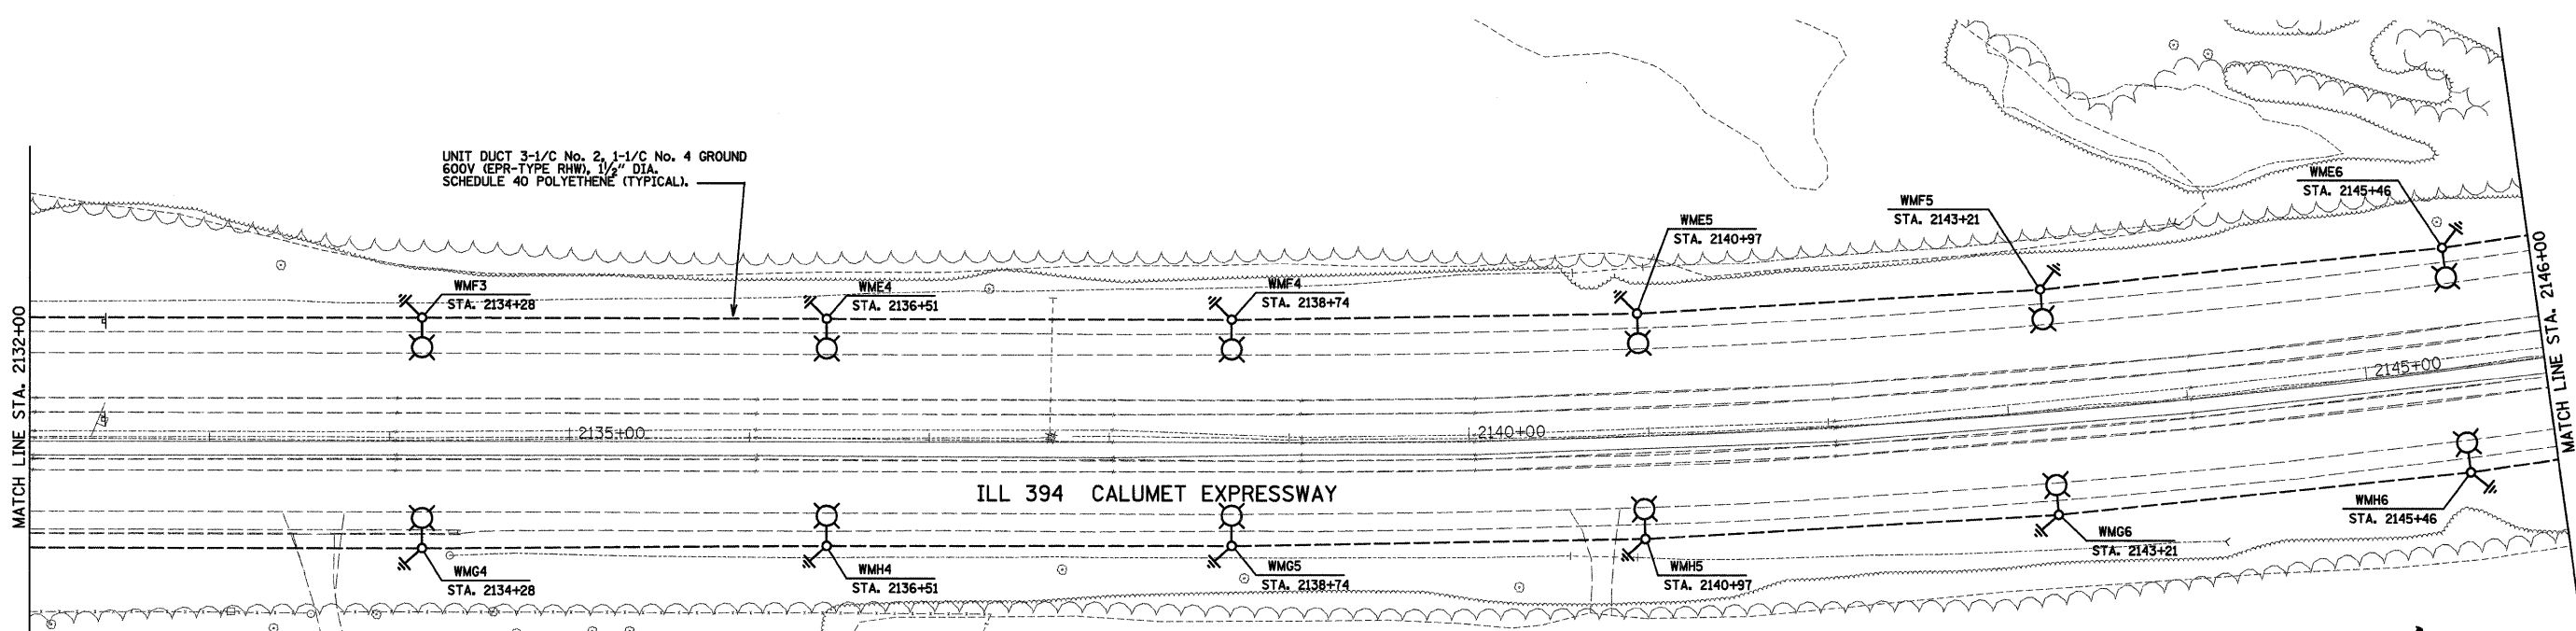 UNIT DUCT 3-1/C No. 2, 1-1/C No. 4 GROUND
600V (EPR-TYPE RHW), 1½" DIA.
SCHEDULE 40 POLYETHENE (TYPICAL).
WME6
STA. 2145+46
WMF5
STA. 2143+21
WME5
STA. 2140+97
WMF3
STA. 2134+28
WME4
STA. 2136+51
WMF4
STA. 2138+74
MATCH LINE STA. 2132+00
MATCH LINE STA. 2146+00
2135+00
2140+00
2145+00
ILL 394 CALUMET EXPRESSWAY
WMG4
STA. 2134+28
WMH4
STA. 2136+51
WMG5
STA. 2138+74
WMH5
STA. 2140+97
WMG6
STA. 2143+21
WMH6
STA. 2145+46